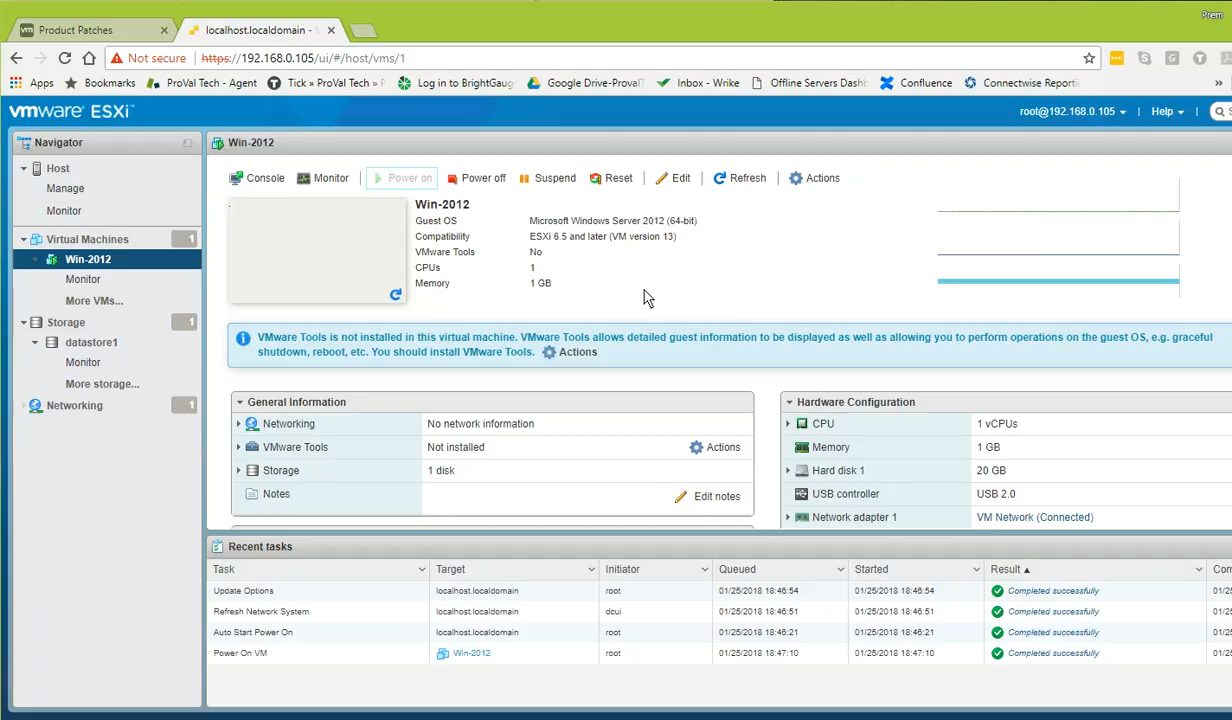 Prem
vm Product Patches
localhost.localdomain -
Not secure https://192.168.0.105/ui/#/host/vms/1
Apps Bookmarks ProVal Tech - Agent Tick » ProVal Tech » Log in to BrightGaug Google Drive-Proval Inbox - Wrike Offline Servers Dash Confluence Connectwise Reporti »
vmware ESXi™ root@192.168.0.105 Help
Navigator
Host
Manage
Monitor
Virtual Machines 1
Win-2012
Monitor
More VMs...
Storage 1
datastore1
Monitor
More storage...
Networking 1
Win-2012
Console Monitor Power on Power off Suspend Reset Edit Refresh Actions
Win-2012
Guest OS Microsoft Windows Server 2012 (64-bit)
Compatibility ESXi 6.5 and later (VM version 13)
VMware Tools No
CPUs 1
Memory 1 GB
VMware Tools is not installed in this virtual machine. VMware Tools allows detailed guest information to be displayed as well as allowing you to perform operations on the guest OS, e.g. graceful
shutdown, reboot, etc. You should install VMware Tools. Actions
General Information
Networking No network information
VMware Tools Not installed Actions
Storage 1 disk
Notes Edit notes
Hardware Configuration
CPU 1 vCPUs
Memory 1 GB
Hard disk 1 20 GB
USB controller USB 2.0
Network adapter 1 VM Network (Connected)
Recent tasks
Task Target Initiator Queued Started Result Com
Update Options localhost.localdomain root 01/25/2018 18:46:54 01/25/2018 18:46:54 Completed successfully 01/25
Refresh Network System localhost.localdomain dcui 01/25/2018 18:46:51 01/25/2018 18:46:51 Completed successfully 01/25
Auto Start Power On localhost.localdomain root 01/25/2018 18:46:21 01/25/2018 18:46:21 Completed successfully 01/25
Power On VM Win-2012 root 01/25/2018 18:47:10 01/25/2018 18:47:10 Completed successfully 01/25